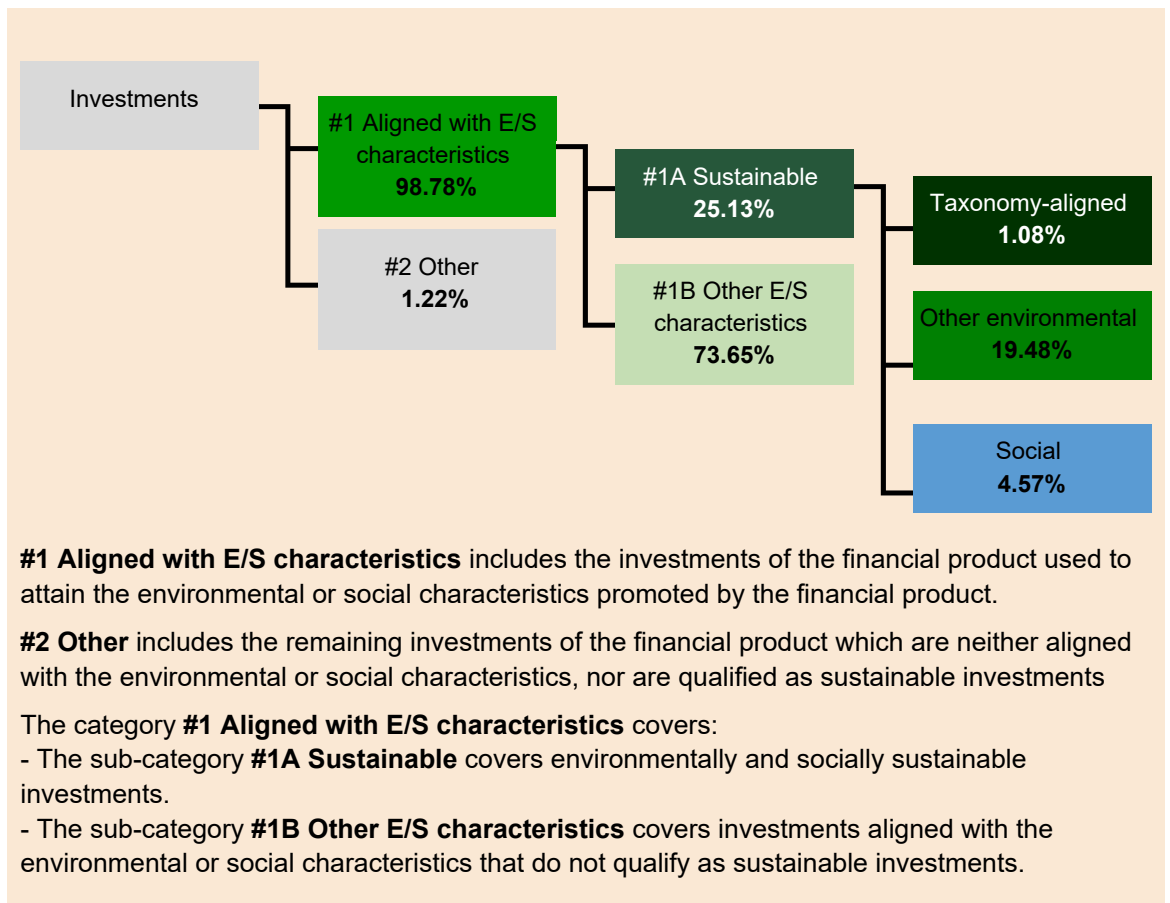 Investments
#1 Aligned with E/S
characteristics
98.78%
#2 Other
1.22%
#1A Sustainable
25.13%
#1B Other E/S
characteristics
73.65%
Taxonomy-aligned
1.08%
Other environmental
19.48%
Social
4.57%
#1 Aligned with E/S characteristics includes the investments of the financial product used to
attain the environmental or social characteristics promoted by the financial product.
#2 Other includes the remaining investments of the financial product which are neither aligned
with the environmental or social characteristics, nor are qualified as sustainable investments
The category #1 Aligned with E/S characteristics covers:
- The sub-category #1A Sustainable covers environmentally and socially sustainable
investments.
- The sub-category #1B Other E/S characteristics covers investments aligned with the
environmental or social characteristics that do not qualify as sustainable investments.